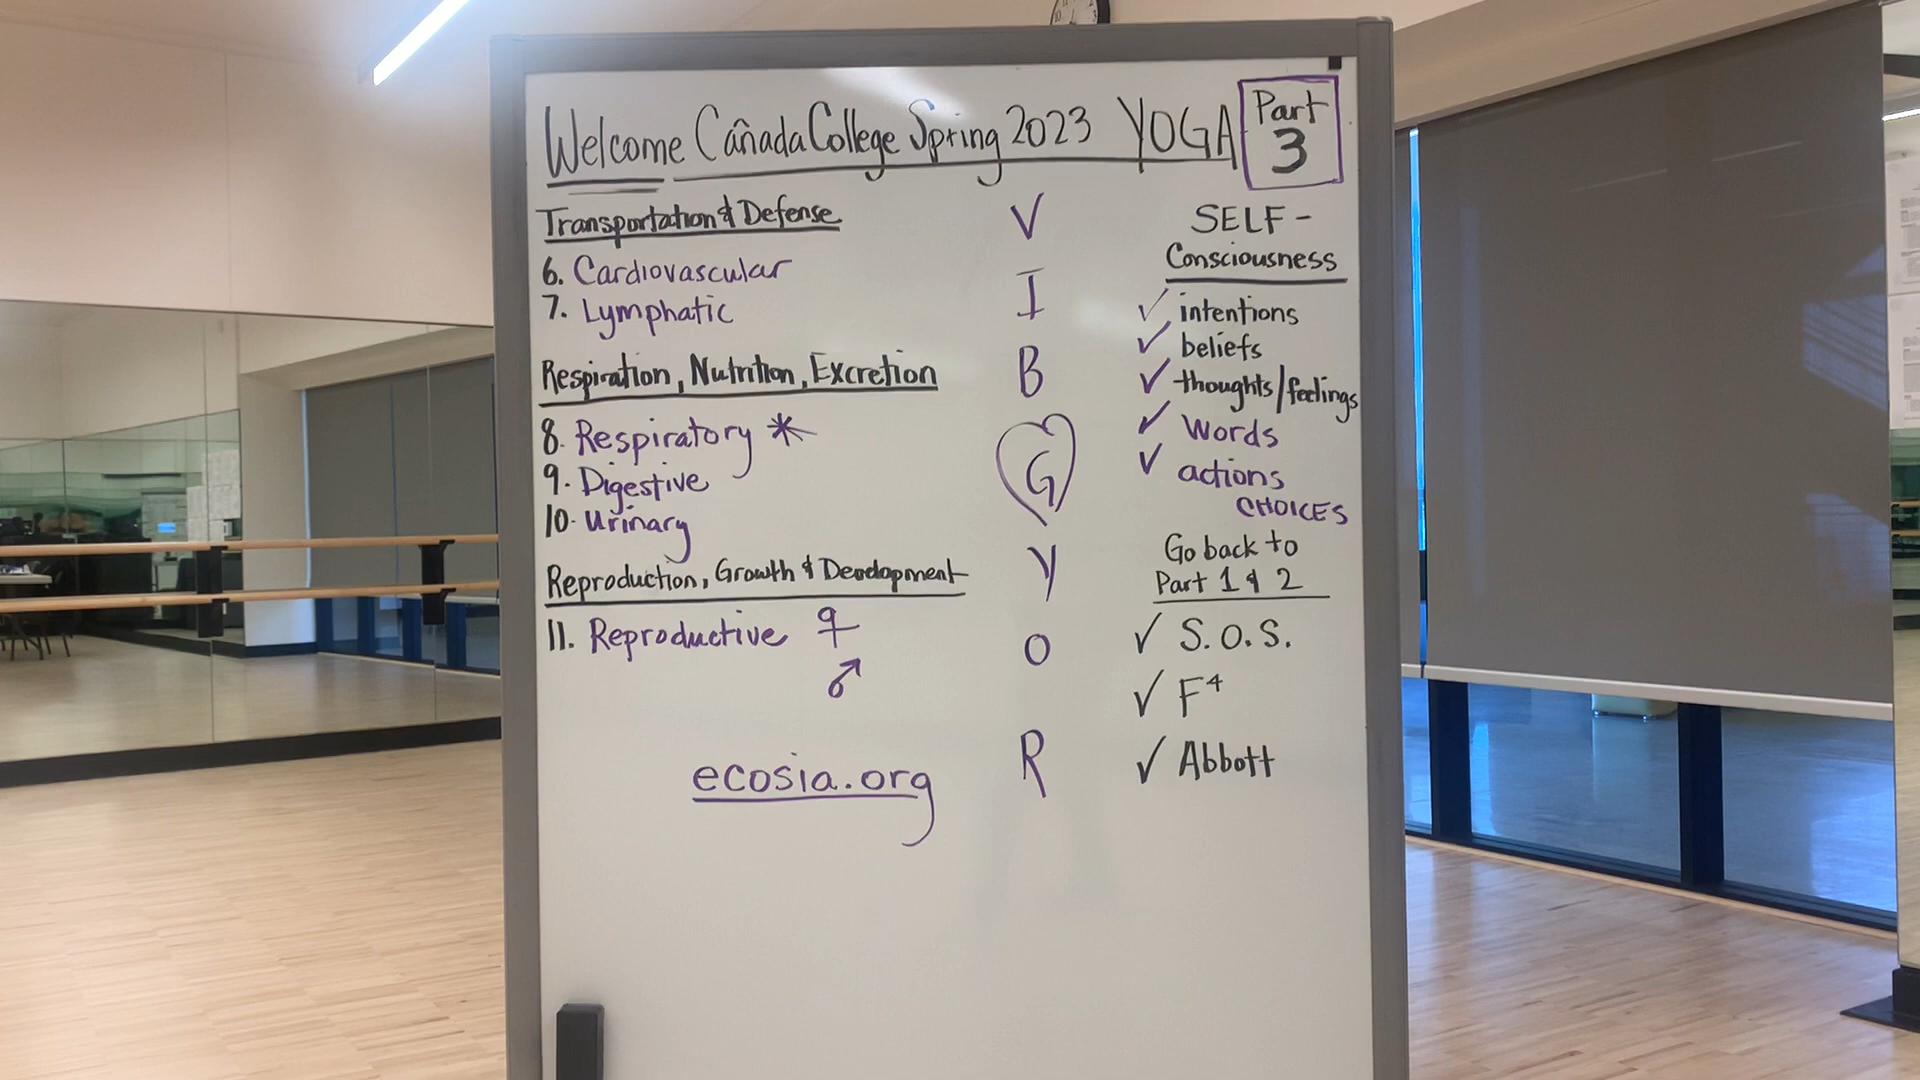 Welcome Cañada College Spring 2023 YOGA Part 3
Transportation & Defense
6. Cardiovascular
7. Lymphatic
Respiration, Nutrition, Excretion
8. Respiratory *
9. Digestive
10. Urinary
Reproduction, Growth & Development
11. Reproductive ♀
♂
ecosia.org
V
I
B
G
Y
O
R
SELF-
Consciousness
✓ intentions
✓ beliefs
✓ thoughts/feelings
✓ Words
✓ actions
CHOICES
Go back to
Part 1 & 2
✓ S.O.S.
✓ F⁴
✓ Abbott